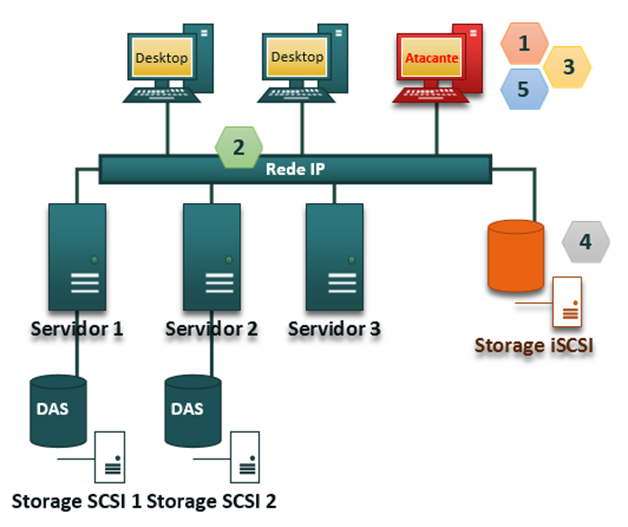 Desktop
Desktop
Atacante
1
3
5
2
Rede IP
4
Servidor 1
Servidor 2
Servidor 3
Storage iSCSI
DAS
DAS
Storage SCSI 1
Storage SCSI 2